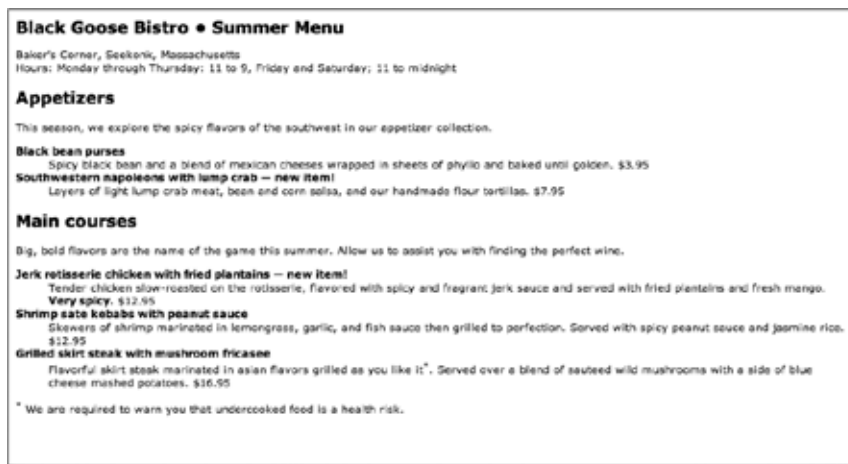 Black Goose Bistro • Summer Menu
Baker's Corner, Seekonk, Massachusetts
Hours: Monday through Thursday: 11 to 9, Friday and Saturday; 11 to midnight
Appetizers
This season, we explore the spicy flavors of the southwest in our appetizer collection.
Black bean purses
Spicy black bean and a blend of mexican cheeses wrapped in sheets of phyllo and baked until golden. $3.95
Southwestern napoleons with lump crab — new item!
Layers of light lump crab meat, bean and corn salsa, and our handmade flour tortillas. $7.95
Main courses
Big, bold flavors are the name of the game this summer. Allow us to assist you with finding the perfect wine.
Jerk rotisserie chicken with fried plantains — new item!
Tender chicken slow-roasted on the rotisserie, flavored with spicy and fragrant jerk sauce and served with fried plantains and fresh mango.
Very spicy. $12.95
Shrimp sate kebabs with peanut sauce
Skewers of shrimp marinated in lemongrass, garlic, and fish sauce then grilled to perfection. Served with spicy peanut sauce and jasmine rice.
$12.95
Grilled skirt steak with mushroom fricasee
Flavorful skirt steak marinated in asian flavors grilled as you like it*. Served over a blend of sauteed wild mushrooms with a side of blue
cheese mashed potatoes. $16.95
* We are required to warn you that undercooked food is a health risk.